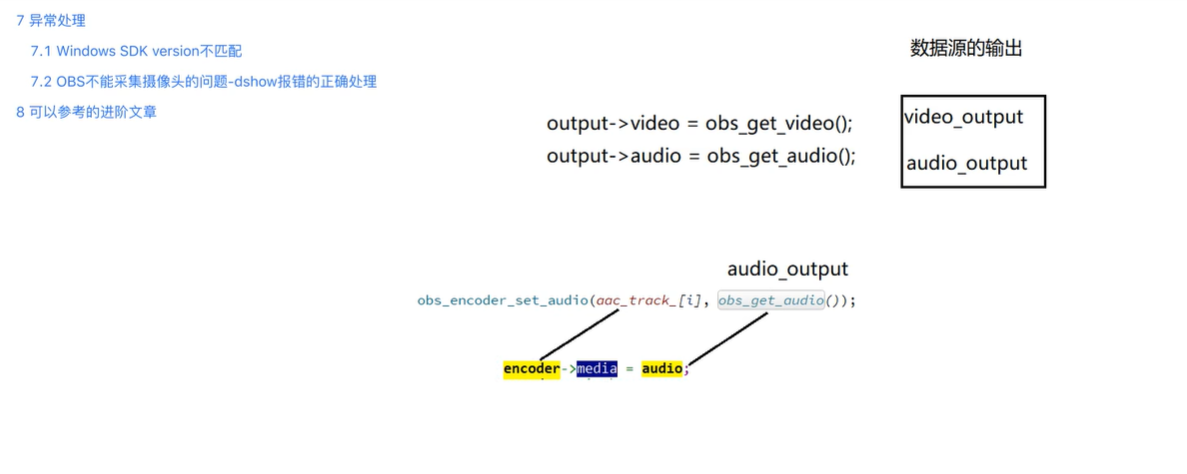 7 异常处理
7.1 Windows SDK version不匹配
7.2 OBS不能采集摄像头的问题-dshow报错的正确处理
8 可以参考的进阶文章
数据源的输出
output->video = obs_get_video();
output->audio = obs_get_audio();
video_output
audio_output
audio_output
obs_encoder_set_audio(aac_track_[i], obs_get_audio());
encoder->media = audio;